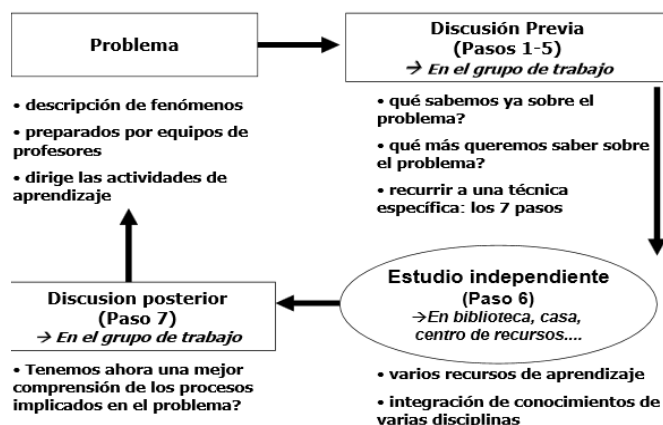 Problema
• descripción de fenómenos
• preparados por equipos de
profesores
• dirige las actividades de
aprendizaje
Discusión Previa
(Pasos 1-5)
→ En el grupo de trabajo
• qué sabemos ya sobre el
problema?
• qué más queremos saber sobre
el problema?
• recurrir a una técnica
específica: los 7 pasos
Estudio independiente
(Paso 6)
→En biblioteca, casa,
centro de recursos....
• varios recursos de aprendizaje
• integración de conocimientos de
varias disciplinas
Discusion posterior
(Paso 7)
→ En el grupo de trabajo
• Tenemos ahora una mejor
comprensión de los procesos
implicados en el problema?